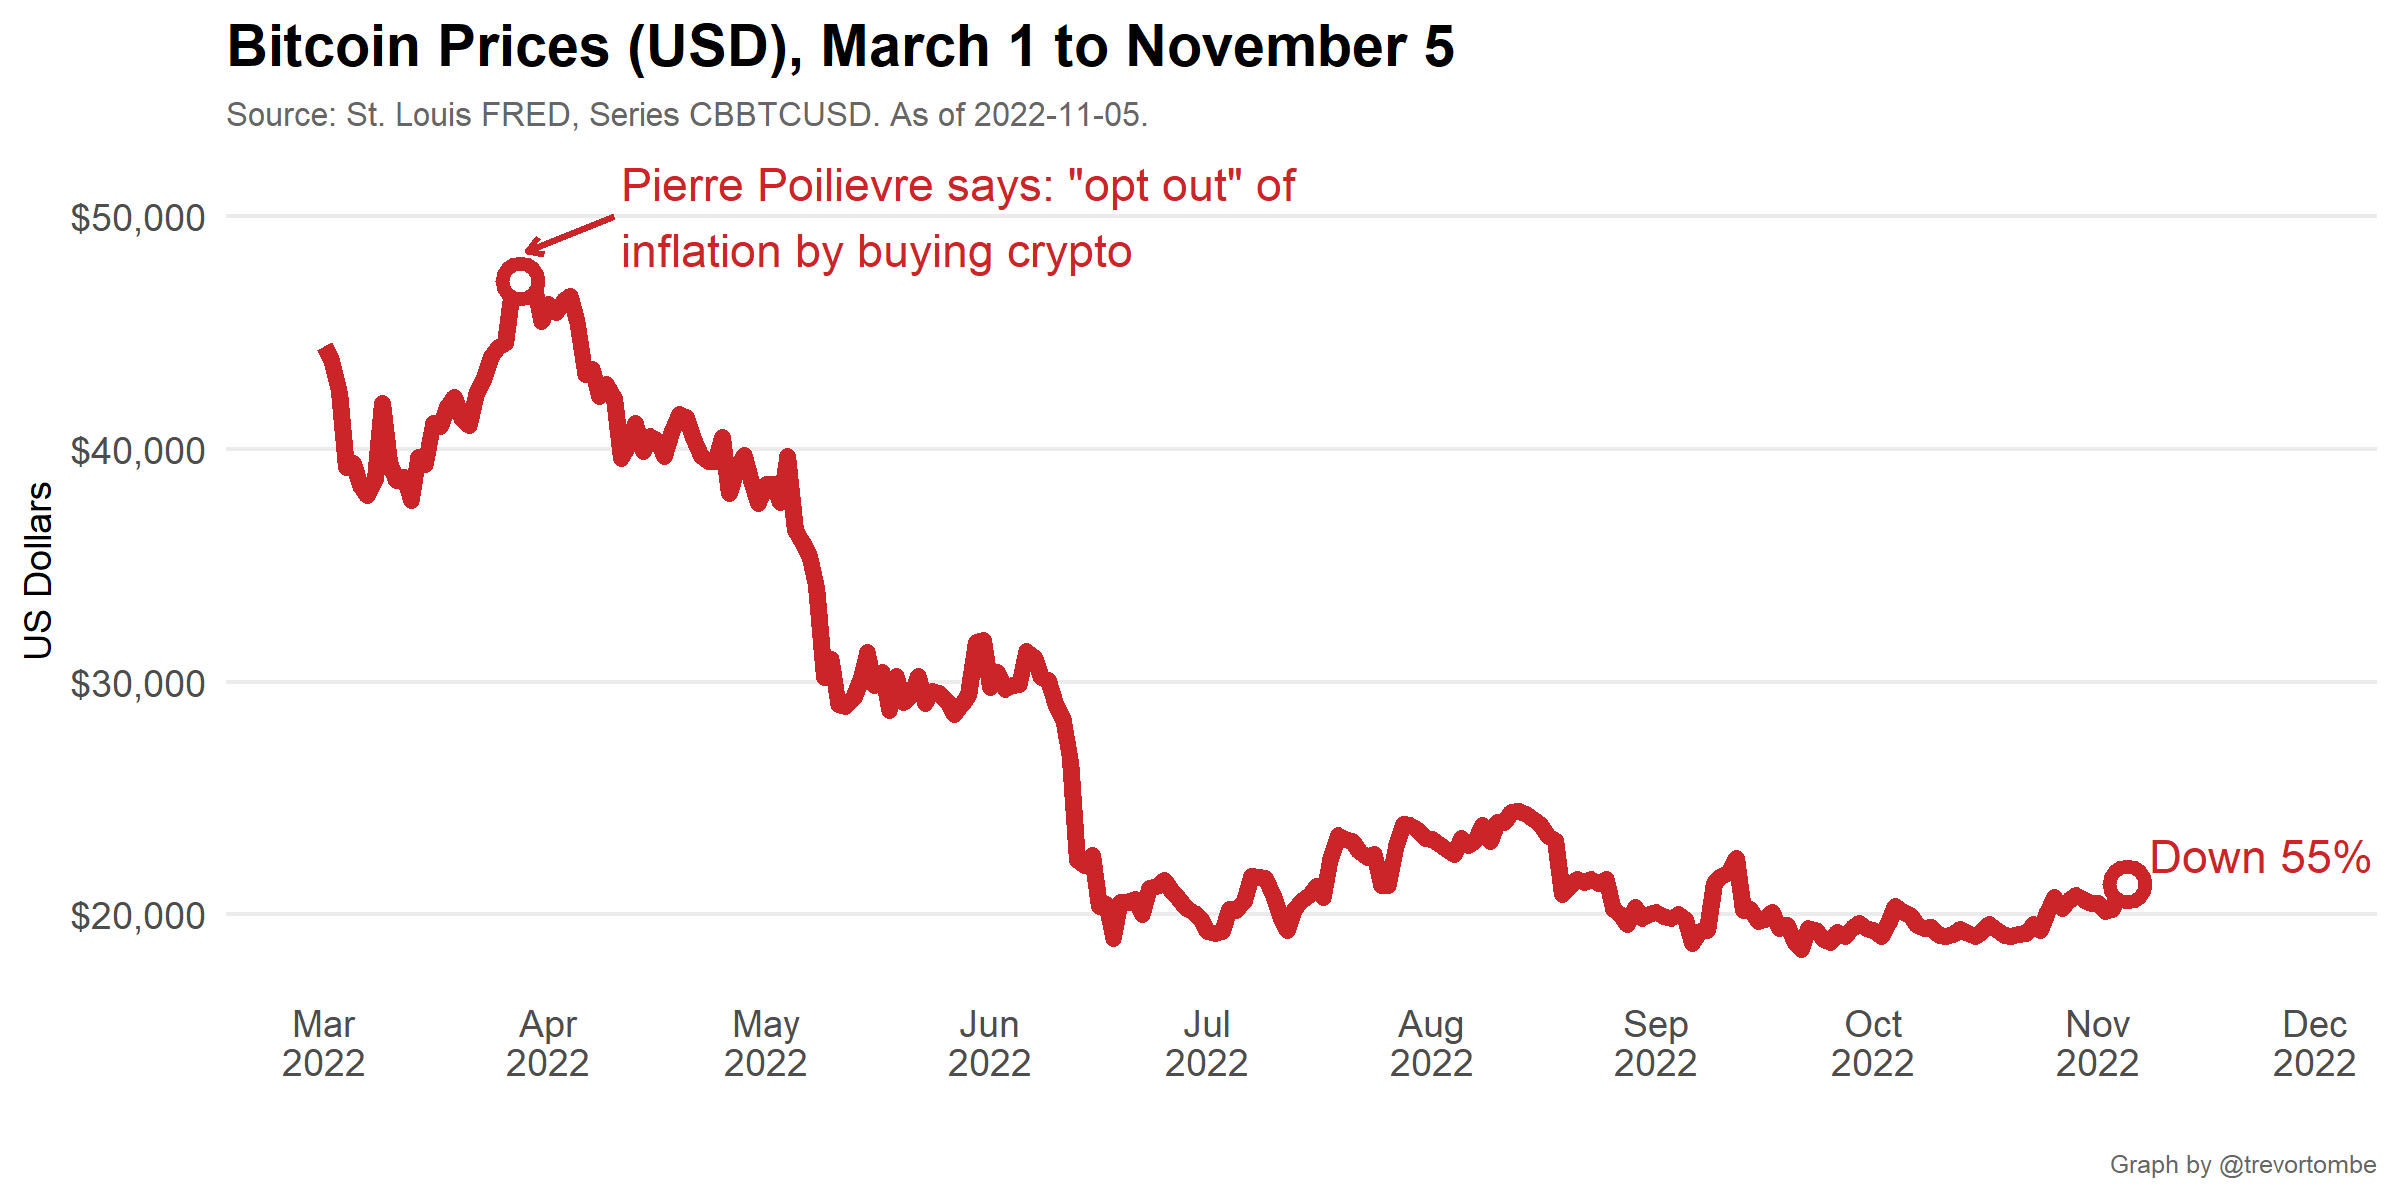 Bitcoin Prices (USD), March 1 to November 5
Source: St. Louis FRED, Series CBBTCUSD. As of 2022-11-05.
Pierre Poilievre says: "opt out" of
inflation by buying crypto
$50,000
$40,000
$30,000
$20,000
US Dollars
Down 55%
Mar Apr May Jun Jul Aug Sep Oct Nov Dec
2022 2022 2022 2022 2022 2022 2022 2022 2022 2022
Graph by @trevortombe